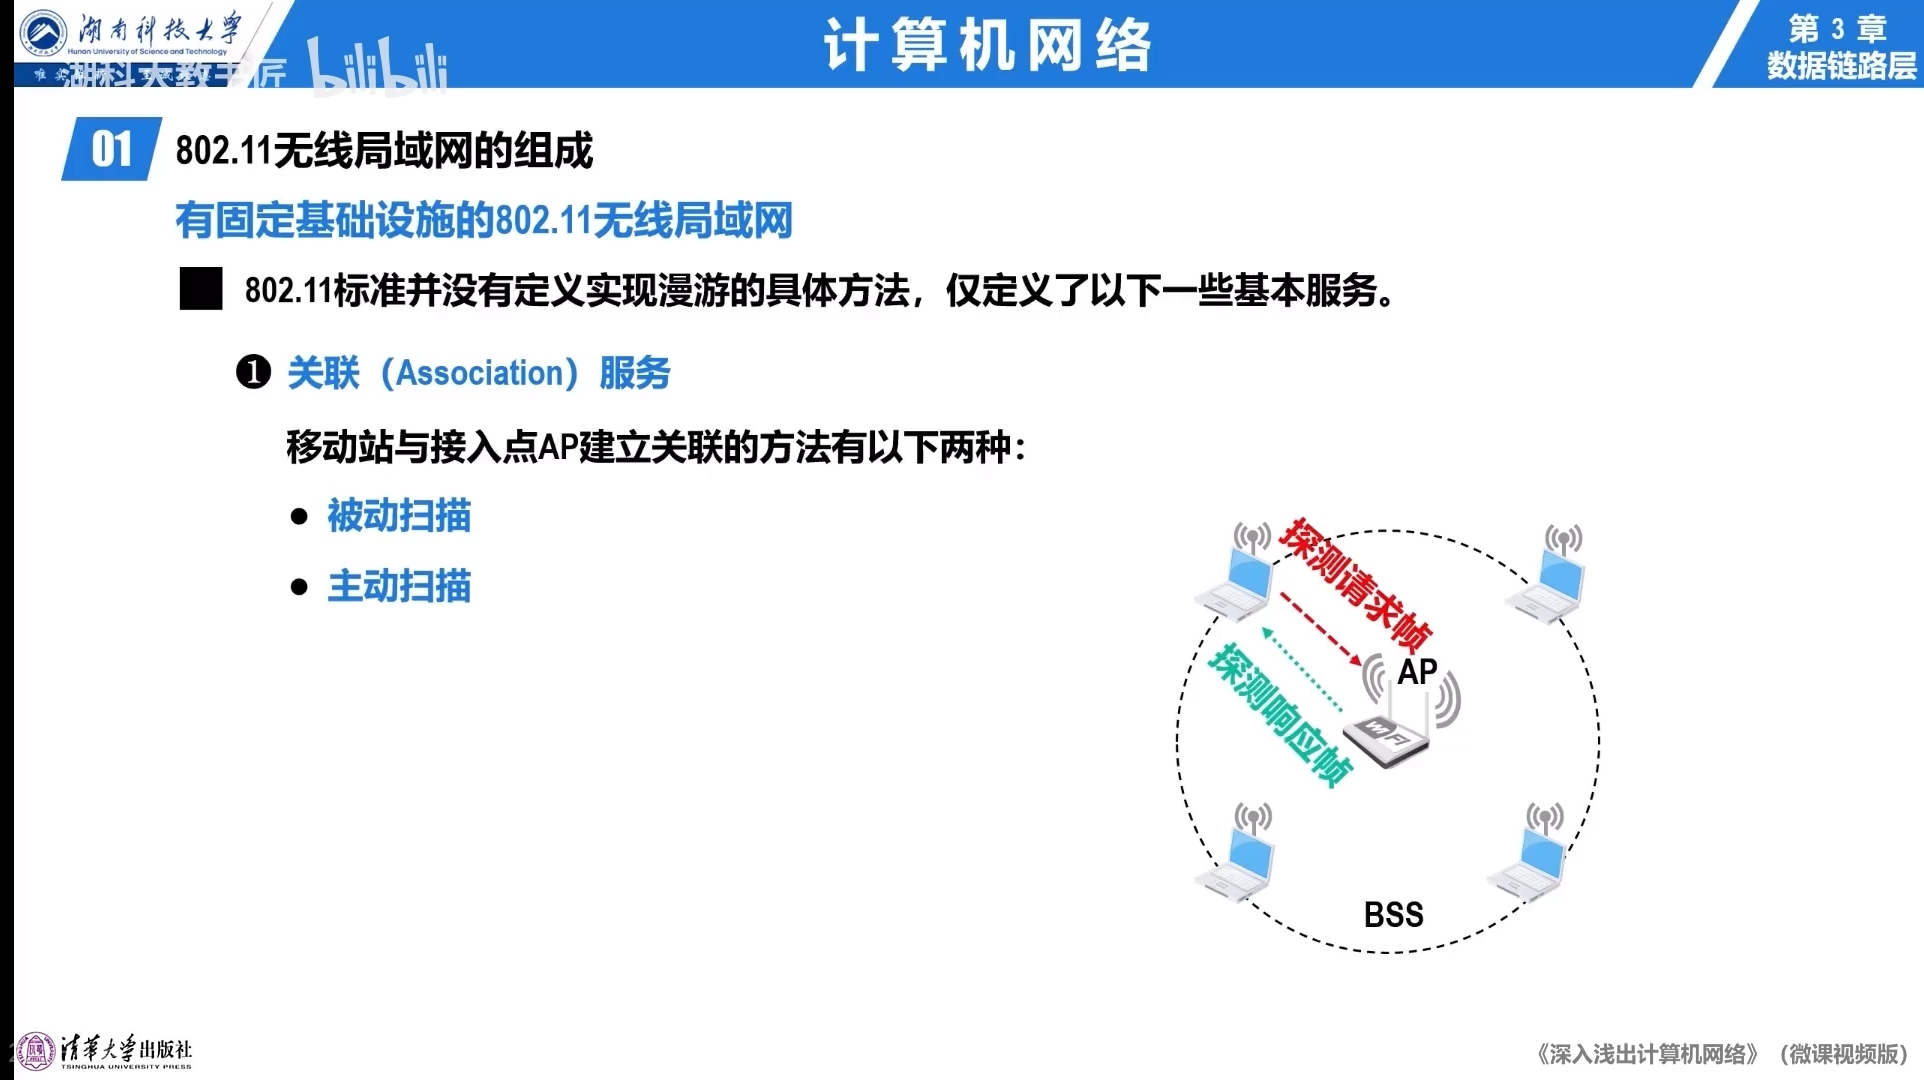 湖南科技大学
Hunan University of Science and Technology
湖科大教书匠 bilibili
计算机网络
第 3 章
数据链路层
01 802.11无线局域网的组成
有固定基础设施的802.11无线局域网
802.11标准并没有定义实现漫游的具体方法，仅定义了以下一些基本服务。
❶ 关联（Association）服务
移动站与接入点AP建立关联的方法有以下两种：
● 被动扫描
● 主动扫描
探测请求帧
AP
探测响应帧
WiFi
BSS
清华大学出版社
TSINGHUA UNIVERSITY PRESS
《深入浅出计算机网络》（微课视频版）